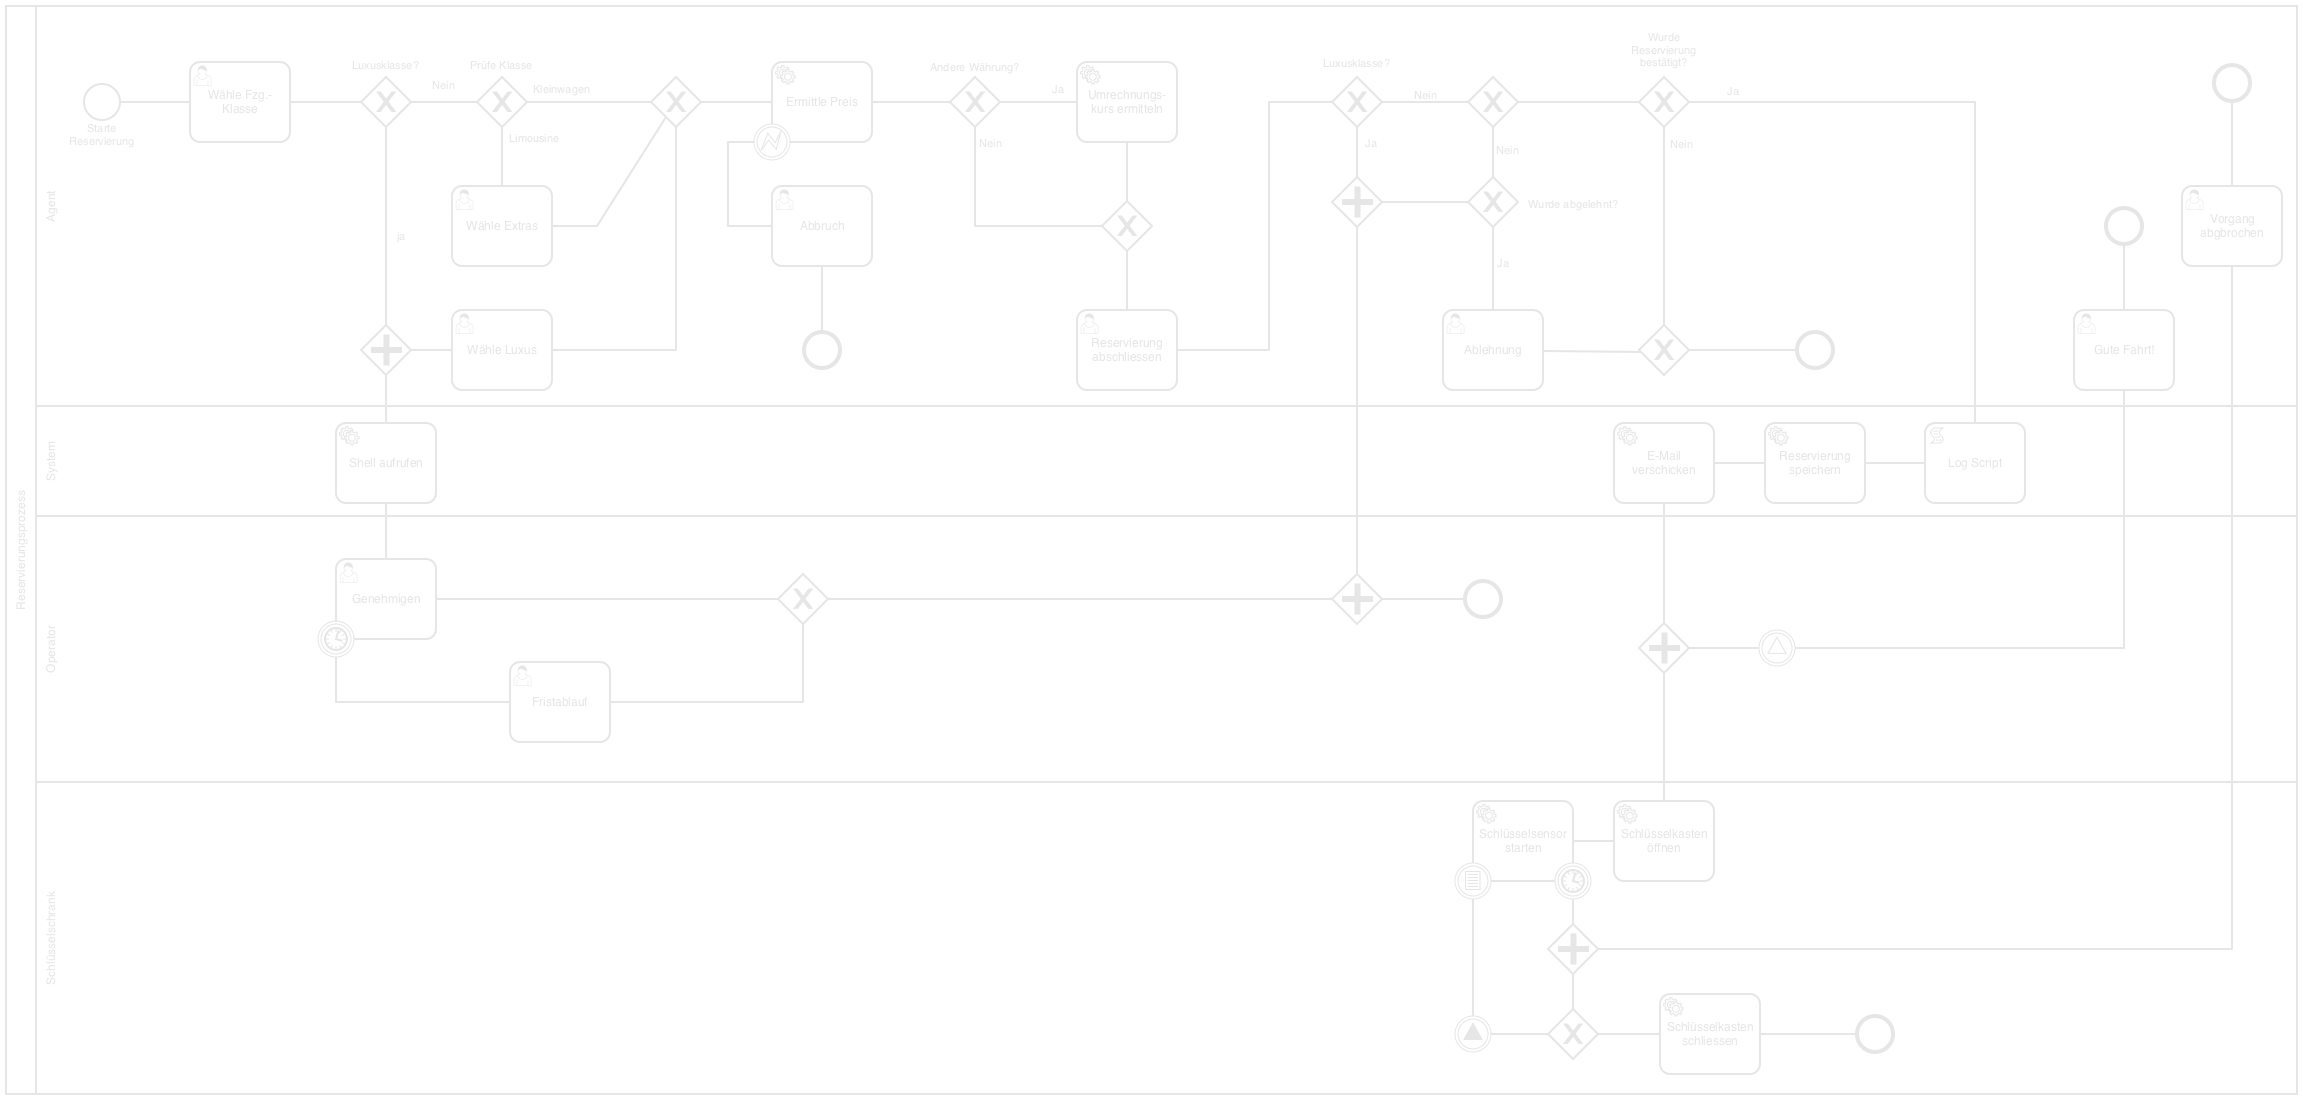 Reservierungsprozess
Agent
Starte
Reservierung
Wähle Fzg.-
Klasse
Luxusklasse?
Nein
ja
Prüfe Klasse
Kleinwagen
Limousine
Wähle Extras
Wähle Luxus
Ermittle Preis
Abbruch
Andere Währung?
Ja
Nein
Umrechnungs-
kurs ermitteln
Reservierung
abschliessen
Luxusklasse?
Nein
Ja
Nein
Wurde abgelehnt?
Ja
Ablehnung
Wurde
Reservierung
bestätigt?
Ja
Nein
Gute Fahrt!
Vorgang
abgbrochen
System
Shell aufrufen
E-Mail
verschicken
Reservierung
speichern
Log Script
Operator
Genehmigen
Fristablauf
Schlüsselschrank
Schlüsselsensor
starten
Schlüsselkasten
öffnen
Schlüsselkasten
schliessen